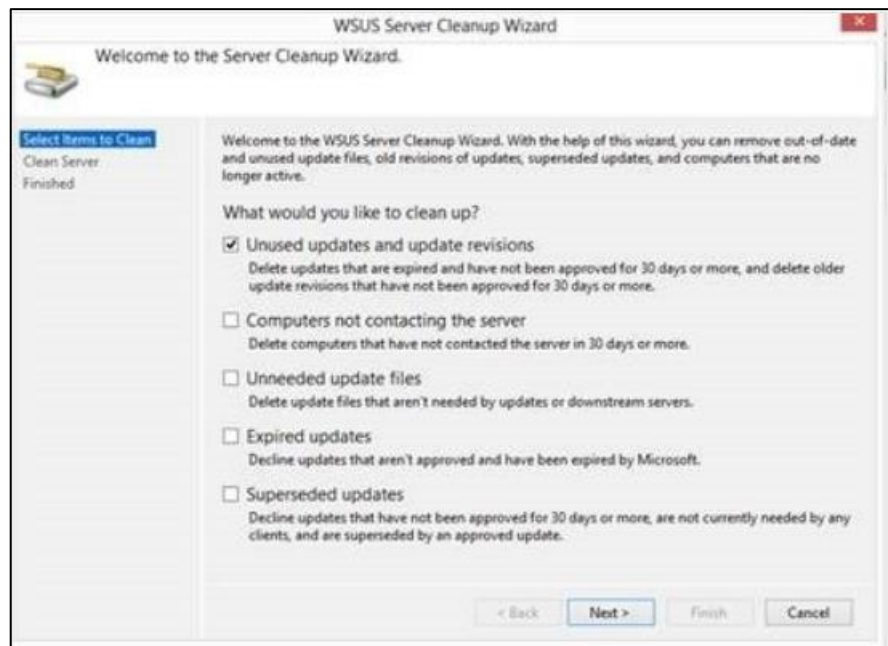 WSUS Server Cleanup Wizard
Welcome to the Server Cleanup Wizard.
Select Items to Clean
Clean Server
Finished
Welcome to the WSUS Server Cleanup Wizard. With the help of this wizard, you can remove out-of-date
and unused update files, old revisions of updates, superseded updates, and computers that are no
longer active.
What would you like to clean up?
Unused updates and update revisions
Delete updates that are expired and have not been approved for 30 days or more, and delete older
update revisions that have not been approved for 30 days or more.
Computers not contacting the server
Delete computers that have not contacted the server in 30 days or more.
Unneeded update files
Delete update files that aren't needed by updates or downstream servers.
Expired updates
Decline updates that aren't approved and have been expired by Microsoft.
Superseded updates
Decline updates that have not been approved for 30 days or more, are not currently needed by any
clients, and are superseded by an approved update.
< Back Next > Finish Cancel